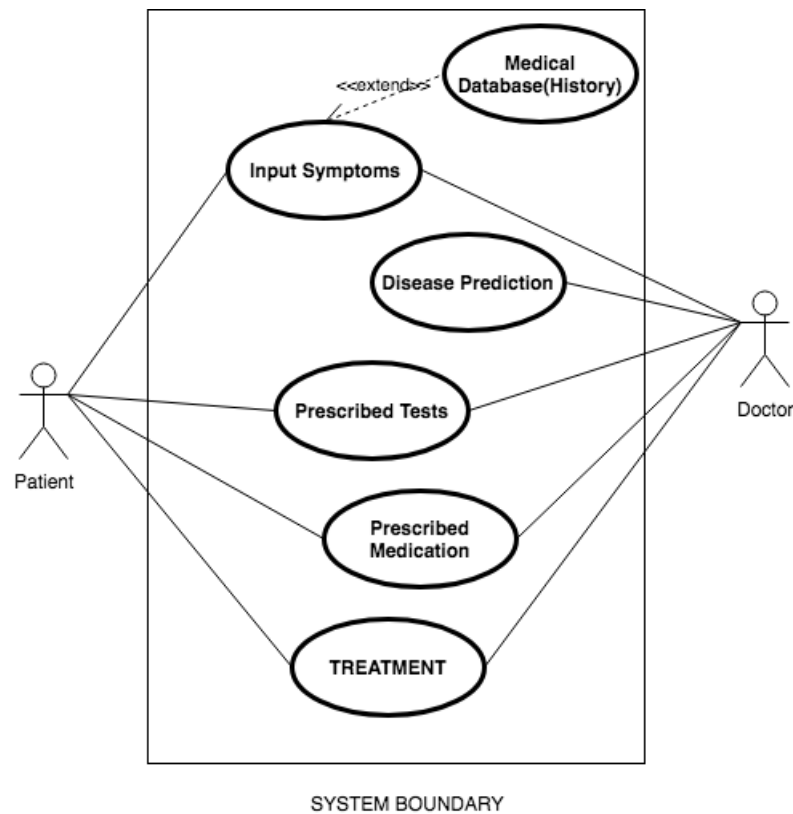 Medical
Database(History)
<<extend>>
Input Symptoms
Disease Prediction
Prescribed Tests
Doctor
Patient
Prescribed
Medication
TREATMENT
SYSTEM BOUNDARY